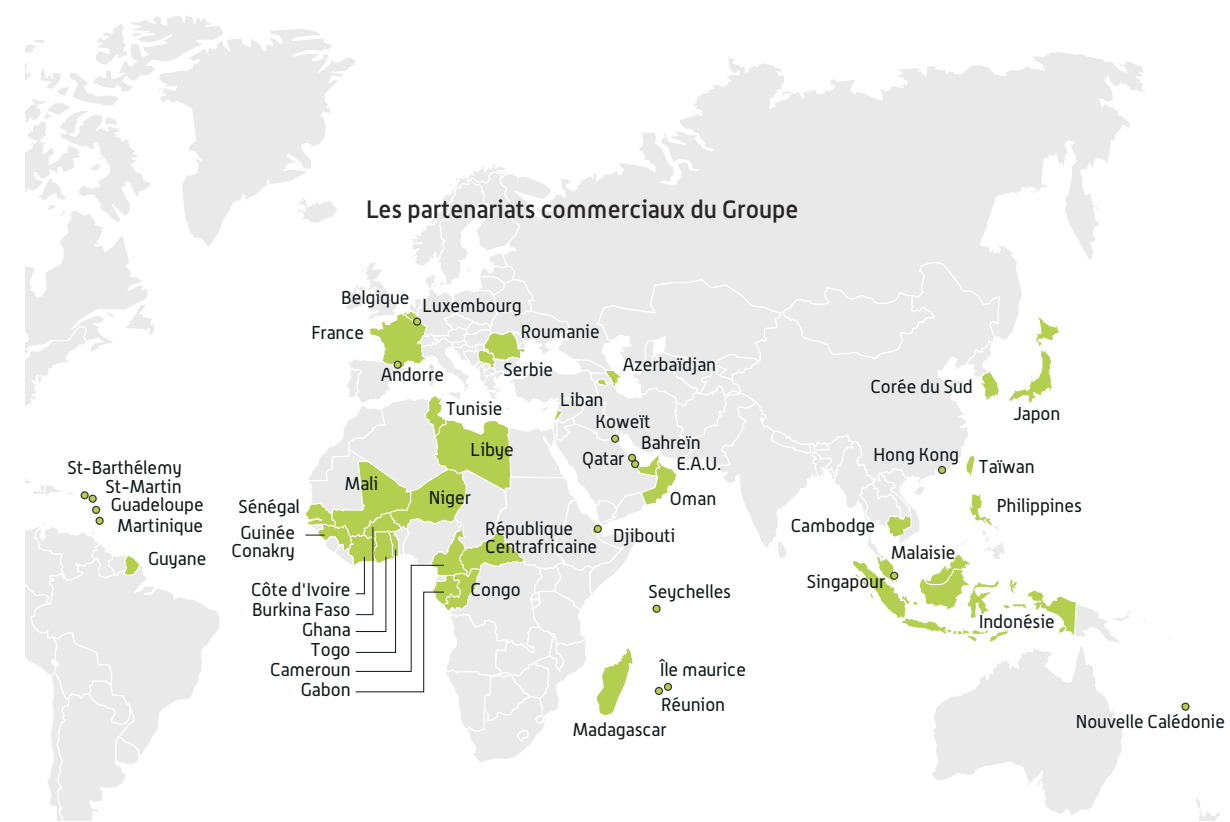 Les partenariats commerciaux du Groupe
Belgique
Luxembourg
France
Roumanie
Andorre
Serbie
Azerbaïdjan
Corée du Sud
Japon
Tunisie
Liban
Koweït
Libye
Bahreïn
Qatar
E.A.U.
Hong Kong
Taïwan
St-Barthélemy
St-Martin
Guadeloupe
Martinique
Guyane
Mali
Niger
Oman
Philippines
Sénégal
Guinée
Conakry
République
Centrafricaine
Djibouti
Cambodge
Malaisie
Singapour
Côte d'Ivoire
Burkina Faso
Ghana
Togo
Cameroun
Gabon
Congo
Seychelles
Indonésie
Île maurice
Réunion
Madagascar
Nouvelle Calédonie